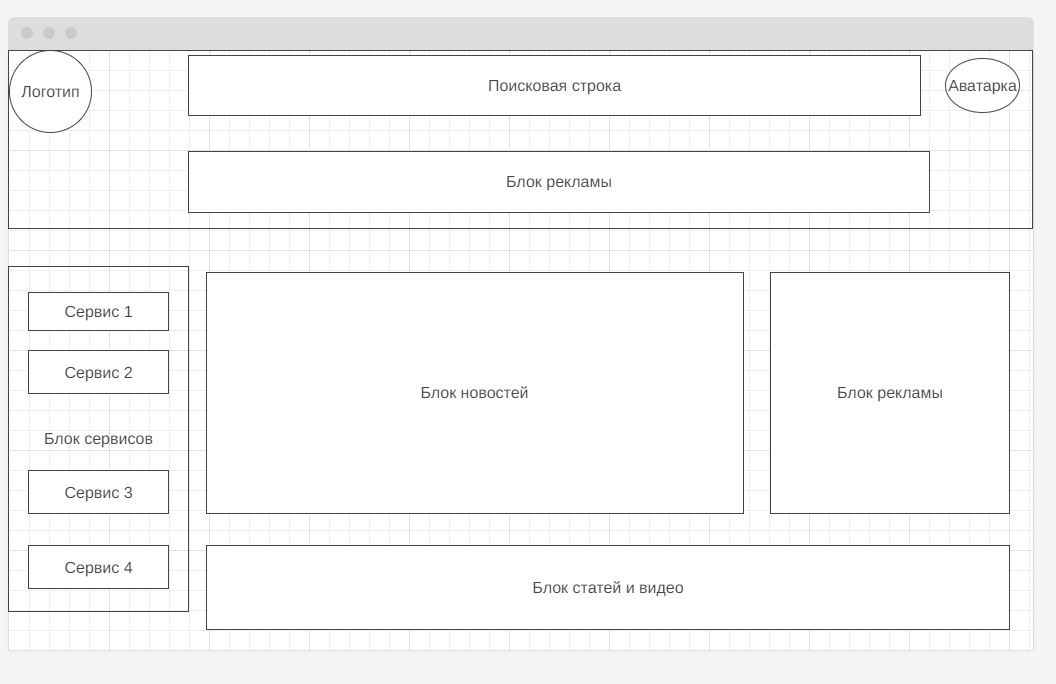 Логотип
Поисковая строка
Аватарка
Блок рекламы
Сервис 1
Сервис 2
Блок сервисов
Сервис 3
Сервис 4
Блок новостей
Блок рекламы
Блок статей и видео